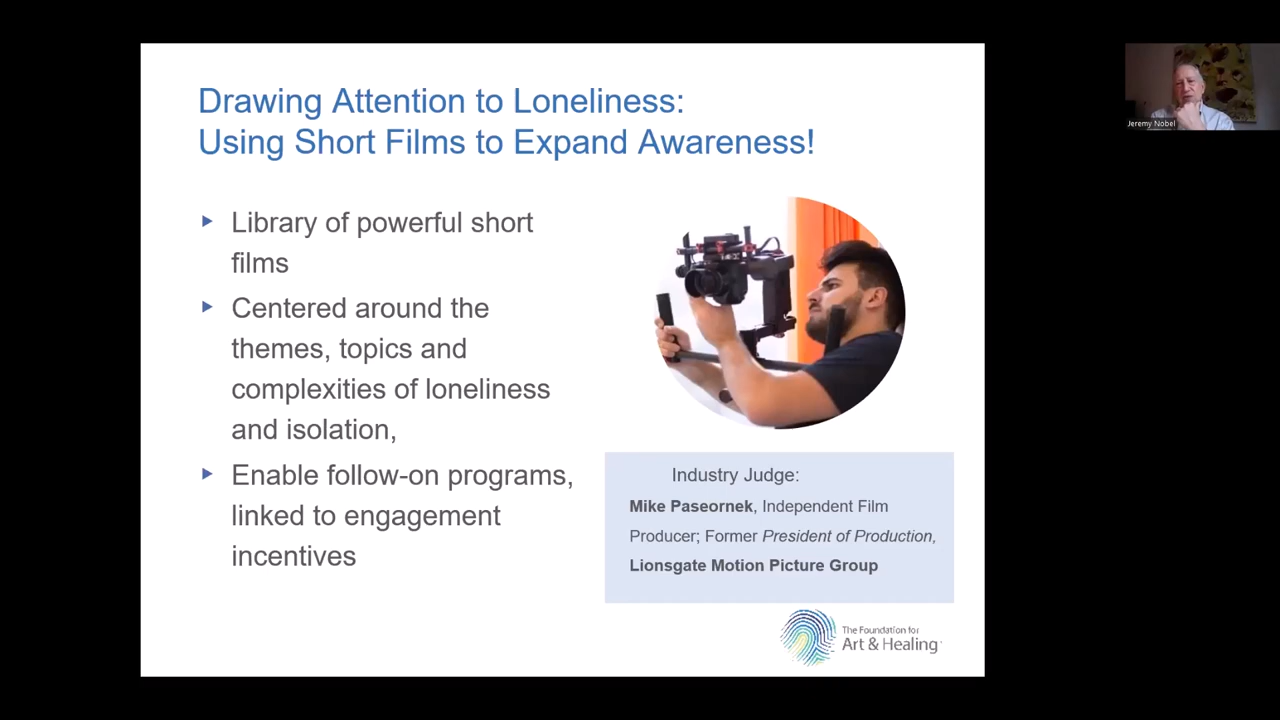 Drawing Attention to Loneliness:
Using Short Films to Expand Awareness!
Library of powerful short
films
Centered around the
themes, topics and
complexities of loneliness
and isolation,
Enable follow-on programs,
linked to engagement
incentives
Industry Judge:
Mike Paseornek, Independent Film
Producer; Former President of Production,
Lionsgate Motion Picture Group
The Foundation for
Art & Healing
Jeremy Nobel